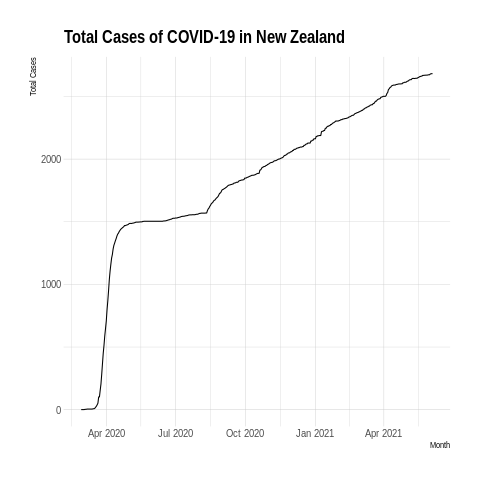 Total Cases of COVID-19 in New Zealand
Total Cases
2000
1000
0
Apr 2020 Jul 2020 Oct 2020 Jan 2021 Apr 2021
Month